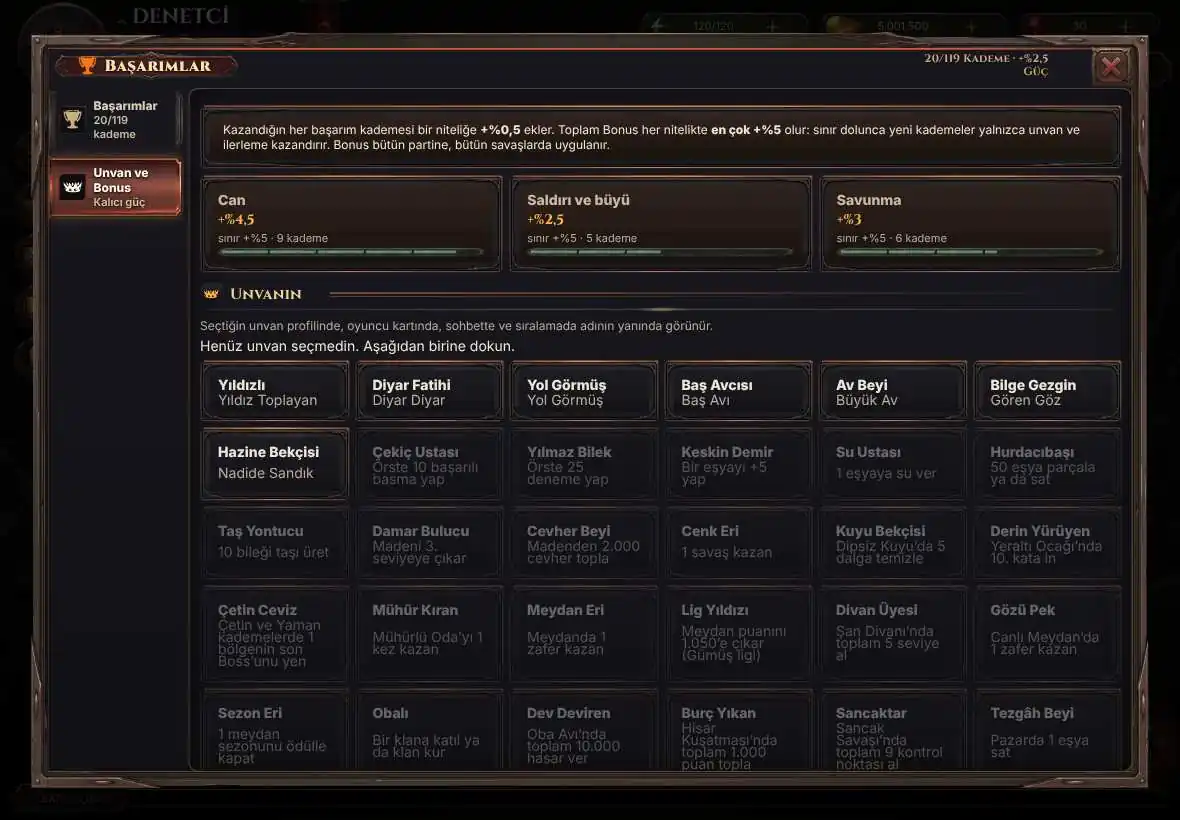 DENETCİ
120/120
5.001.500
30
BAŞARIMLAR
20/119 KADEME · +%2,5
GÜÇ
Başarımlar
20/119
kademe
Unvan ve
Bonus
Kalıcı güç
Kazandığın her başarım kademesi bir niteliğe +%0,5 ekler. Toplam Bonus her nitelikte en çok +%5 olur: sınır dolunca yeni kademeler yalnızca unvan ve
ilerleme kazandırır. Bonus bütün partine, bütün savaşlarda uygulanır.
Can
+%4,5
sınır +%5 · 9 kademe
Saldırı ve büyü
+%2,5
sınır +%5 · 5 kademe
Savunma
+%3
sınır +%5 · 6 kademe
UNVANIN
Seçtiğin unvan profilinde, oyuncu kartında, sohbette ve sıralamada adının yanında görünür.
Henüz unvan seçmedin. Aşağıdan birine dokun.
Yıldızlı
Yıldız Toplayan
Diyar Fatihi
Diyar Diyar
Yol Görmüş
Yol Görmüş
Baş Avcısı
Baş Avı
Av Beyi
Büyük Av
Bilge Gezgin
Gören Göz
Hazine Bekçisi
Nadide Sandık
Çekiç Ustası
Örste 10 başarılı
basma yap
Yılmaz Bilek
Örste 25
deneme yap
Keskin Demir
Bir eşyayı +5
yap
Su Ustası
1 eşyaya su ver
Hurdacıbaşı
50 eşya parçala
ya da sat
Taş Yontucu
10 bileği taşı üret
Damar Bulucu
Madeni 3.
seviyeye çıkar
Cevher Beyi
Madenden 2.000
cevher topla
Cenk Eri
1 savaş kazan
Kuyu Bekçisi
Dipsiz Kuyu'da 5
dalga temizle
Derin Yürüyen
Yeraltı Ocağı'nda
10. kata in
Çetin Ceviz
Çetin ve Yaman
kademelerde 1
bölgenin son
Boss'unu yen
Mühür Kıran
Mühürlü Oda'yı 1
kez kazan
Meydan Eri
Meydanda 1
zafer kazan
Lig Yıldızı
Meydan puanını
1.050'e çıkar
(Gümüş ligi)
Divan Üyesi
Şan Divanı'nda
toplam 5 seviye
al
Gözü Pek
Canlı Meydan'da
1 zafer kazan
Sezon Eri
1 meydan
sezonunu ödülle
kapat
Obalı
Bir klana katıl ya
da klan kur
Dev Deviren
Oba Avı'nda
toplam 10.000
hasar ver
Burç Yıkan
Hisar
Kuşatması'nda
toplam 1.000
puan topla
Sancaktar
Sancak
Savaşı'nda
toplam 9 kontrol
noktası al
Tezgâh Beyi
Pazarda 1 eşya
sat